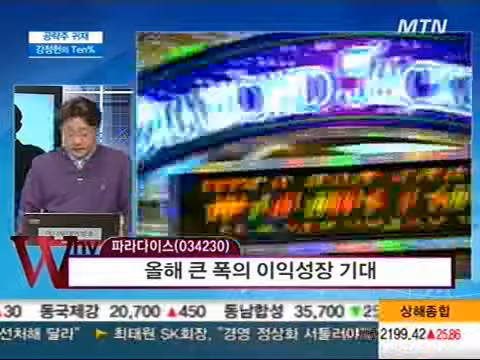 공략주 귀재
강정헌의 Ten%
MTN
Why
파라다이스(034230)
올해 큰 폭의 이익성장 기대
30 동국제강 20,700 ▲450 동남합성 35,700 ▼25
상해종합
선처해 달라" ▶ 최태원 SK회장, "경영 정상화 서둘러야
2199.42 ▲25.86